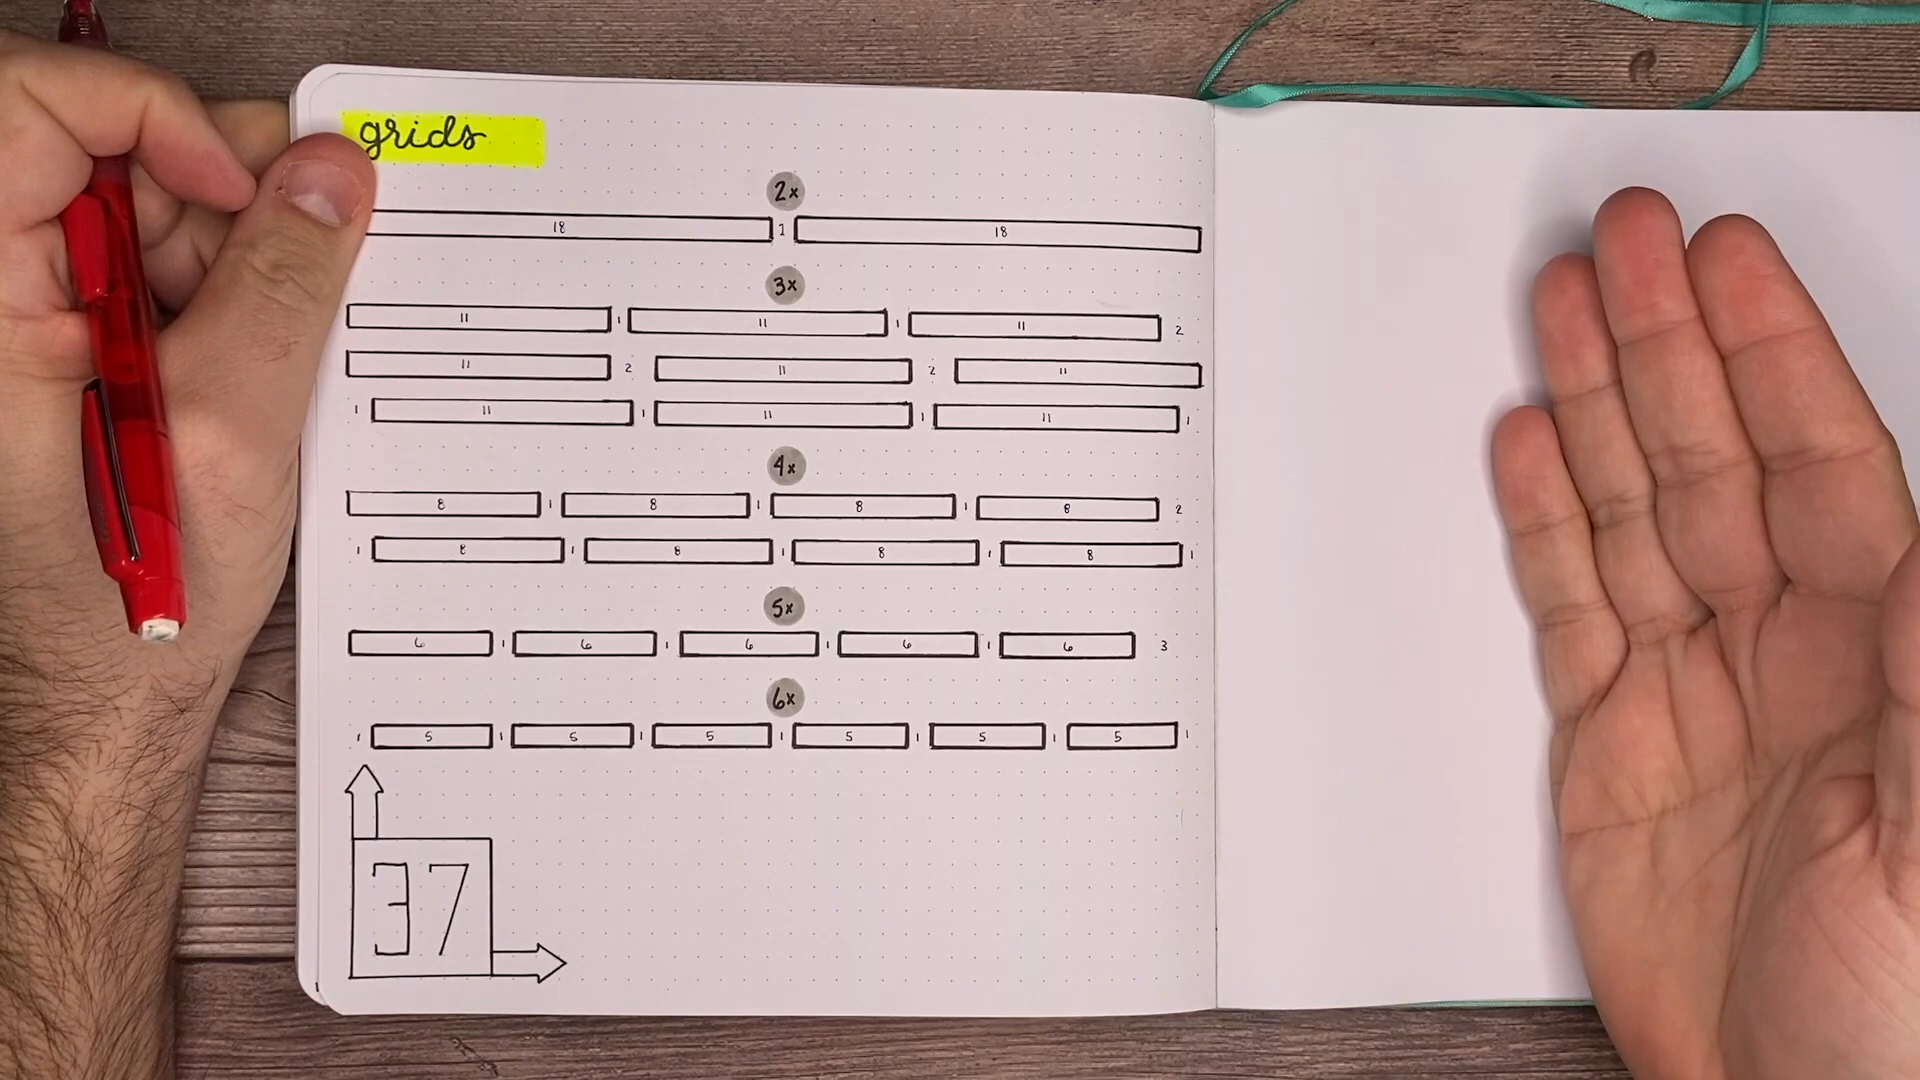 grids
2x
18 1 18
3x
11 1 11 1 11 2
11 2 11 2 11
1 11 1 11 1 11 1
4x
8 1 8 1 8 1 8 2
1 8 1 8 1 8 1 8 1
5x
6 1 6 1 6 1 6 1 6 3
6x
1 5 1 5 1 5 1 5 1 5 1 5 1
37